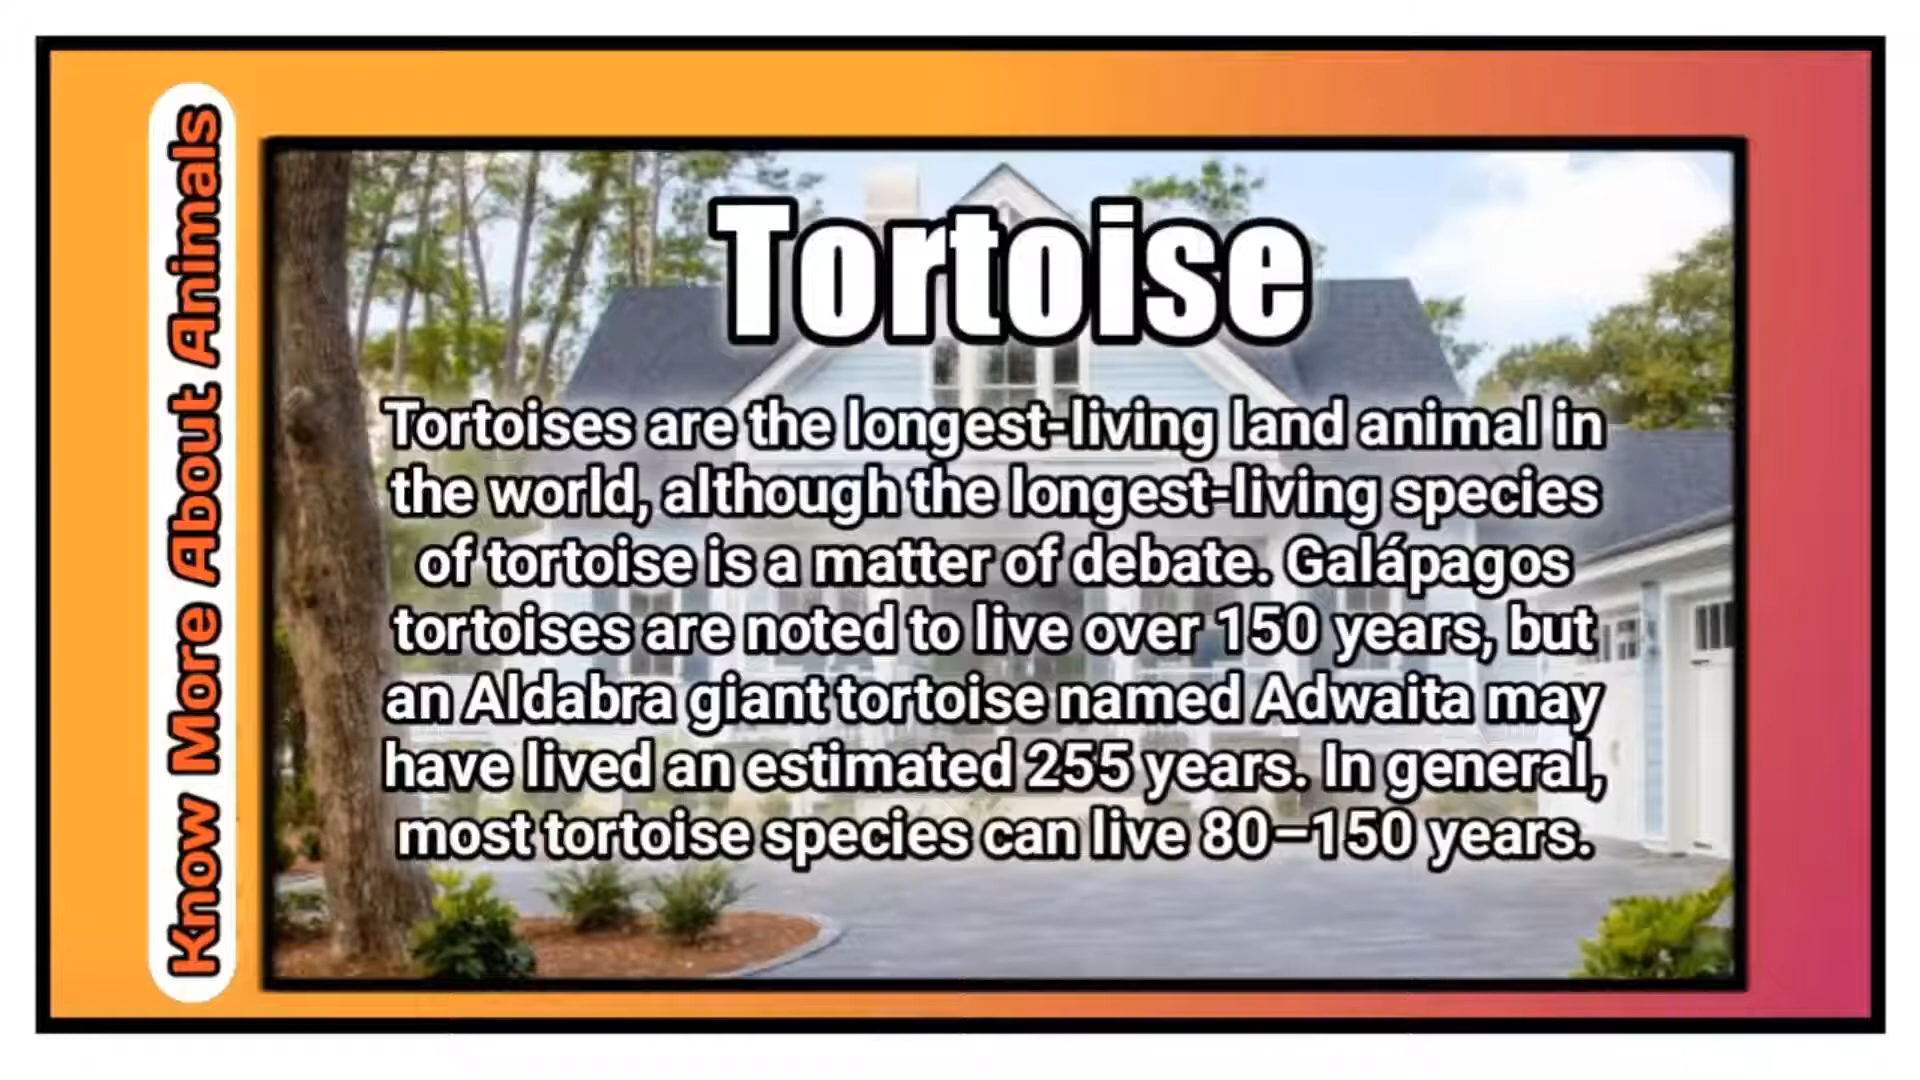 Know More About Animals
Tortoise
Tortoises are the longest-living land animal in
the world, although the longest-living species
of tortoise is a matter of debate. Galápagos
tortoises are noted to live over 150 years, but
an Aldabra giant tortoise named Adwaita may
have lived an estimated 255 years. In general,
most tortoise species can live 80–150 years.